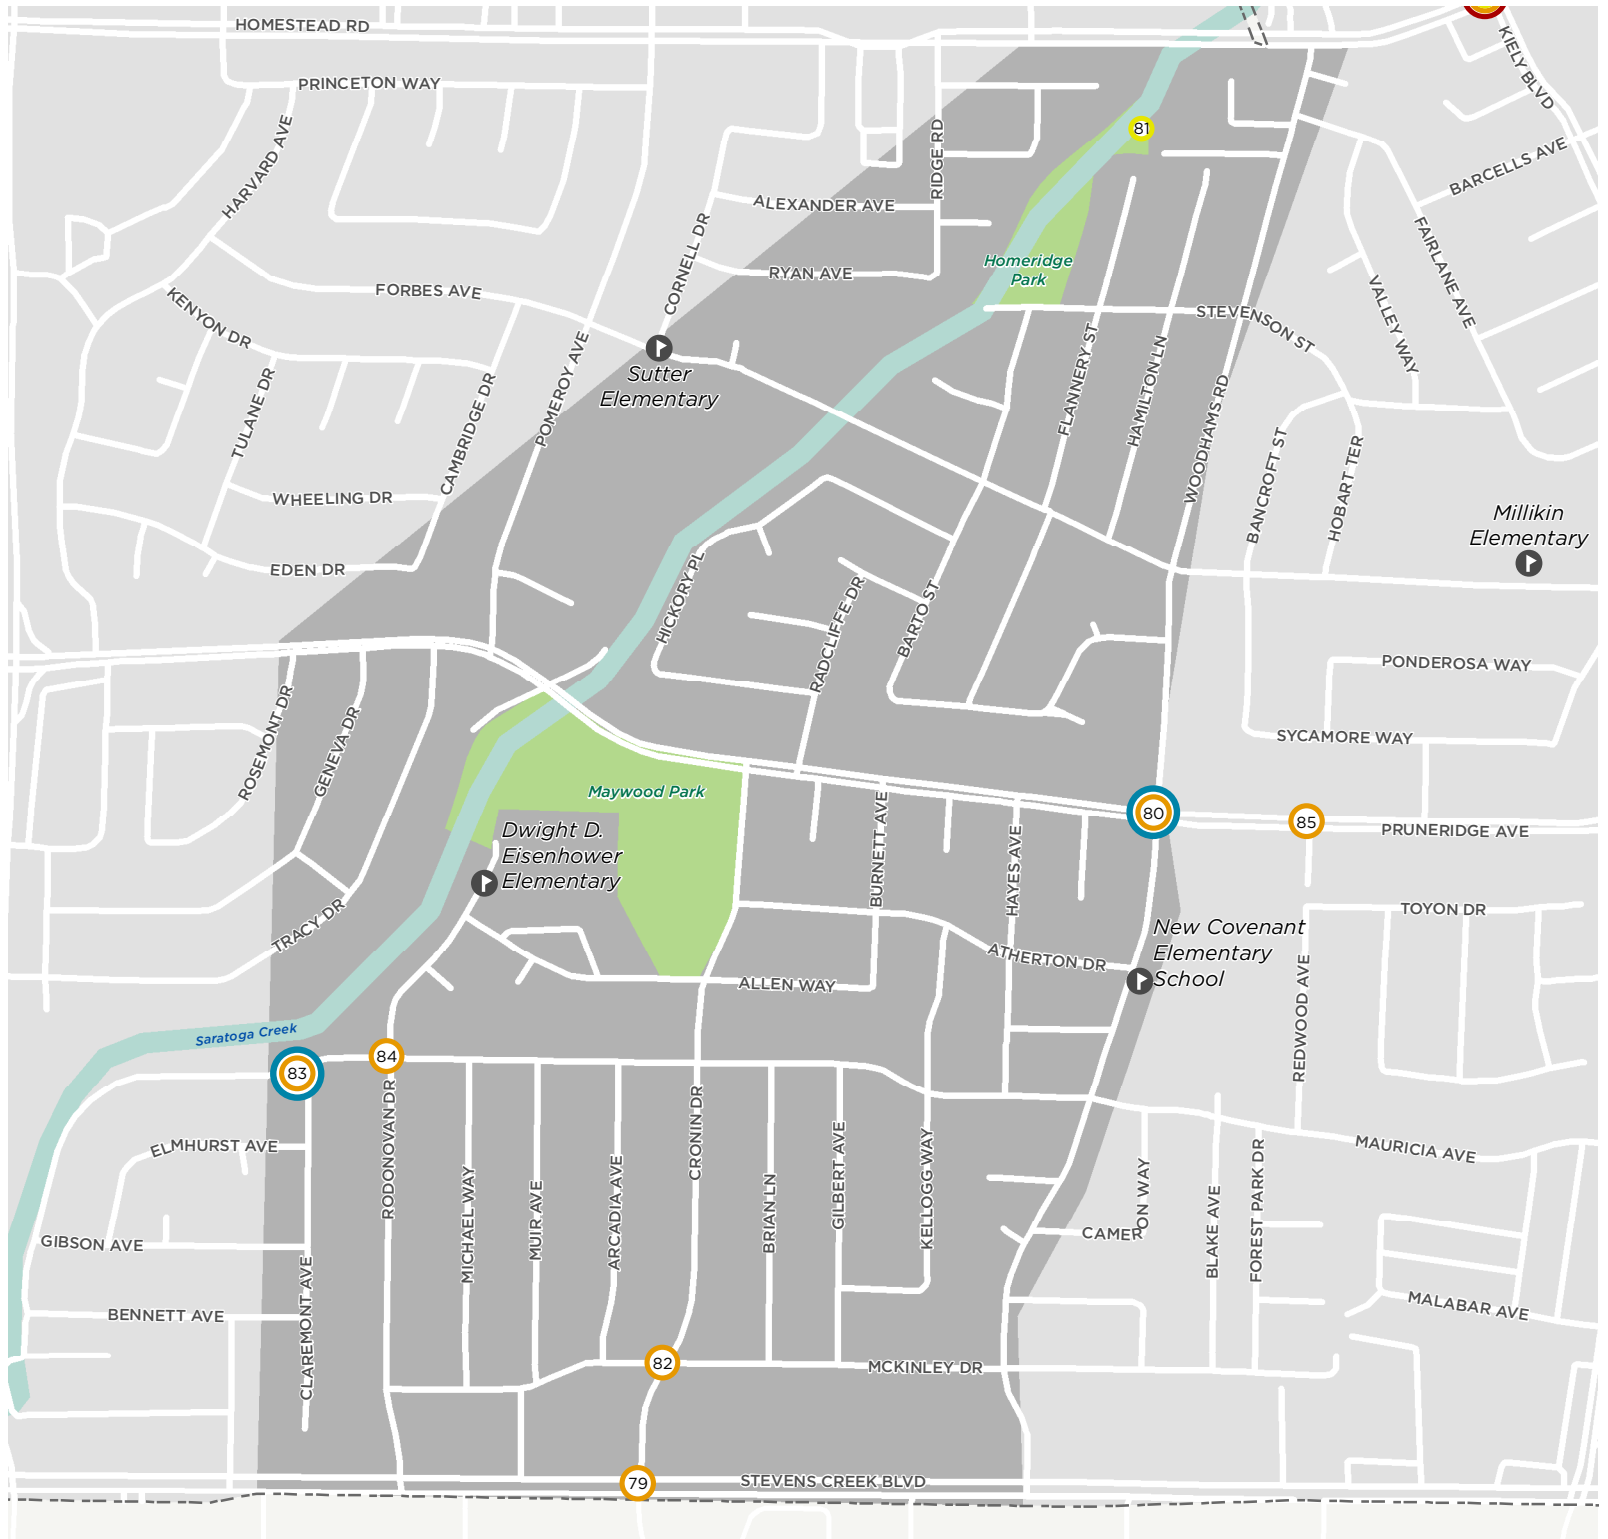 HOMESTEAD RD
KIELY BLVD
PRINCETON WAY
HARVARD AVE
81
RIDGE RD
BARCELLS AVE
ALEXANDER AVE
CORNELL DR
FAIRLANE AVE
RYAN AVE
Homeridge
Park
FORBES AVE
KENYON DR
VALLEY WAY
STEVENSON ST
POMEROY AVE
Sutter
Elementary
FLANNERY ST
HAMILTON LN
TULANE DR
CAMBRIDGE DR
WOODHAMS RD
BANCROFT ST
HOBART TER
WHEELING DR
Millikin
Elementary
EDEN DR
HICKORY PL
RADCLIFFE DR
BARTO ST
PONDEROSA WAY
ROSEMONT DR
GENEVA DR
SYCAMORE WAY
Maywood Park
80
85
PRUNERIDGE AVE
Dwight D.
Eisenhower
Elementary
BURNETT AVE
HAYES AVE
TOYON DR
TRACY DR
New Covenant
Elementary
School
ATHERTON DR
ALLEN WAY
REDWOOD AVE
Saratoga Creek
83
84
RODONOVAN DR
CRONIN DR
ELMHURST AVE
MAURICIA AVE
MICHAEL WAY
MUIR AVE
ARCADIA AVE
BRIAN LN
GILBERT AVE
KELLOGG WAY
CAMERON WAY
BLAKE AVE
FOREST PARK DR
GIBSON AVE
CLAREMONT AVE
BENNETT AVE
MALABAR AVE
82
MCKINLEY DR
79
STEVENS CREEK BLVD